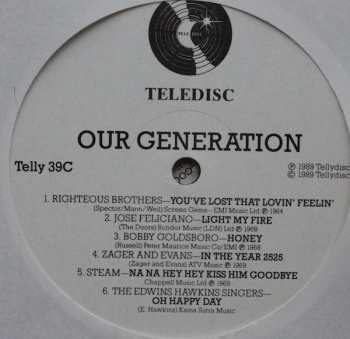 TELE DISC
TELEDISC
OUR GENERATION
Telly 39C
℗ 1989 Tellydisc
© 1989 Tellydisc
1. RIGHTEOUS BROTHERS—YOU'VE LOST THAT LOVIN' FEELIN'
(Spector/Mann/Weil) Screen Gems - EMI Music Ltd ℗ 1964
2. JOSE FELICIANO—LIGHT MY FIRE
(The Doors) Rondor Music (LDN) Ltd ℗ 1968
3. BOBBY GOLDSBORO—HONEY
(Russell) Peter Maurice Music Co/EMI ℗ 1968
4. ZAGER AND EVANS—IN THE YEAR 2525
(Zager and Evans) ATV Music ℗ 1969
5. STEAM—NA NA HEY HEY KISS HIM GOODBYE
Chappell Music Ltd ℗ 1969
6. THE EDWINS HAWKINS SINGERS—
OH HAPPY DAY
(E. Hawkins) Kama Sutra Music